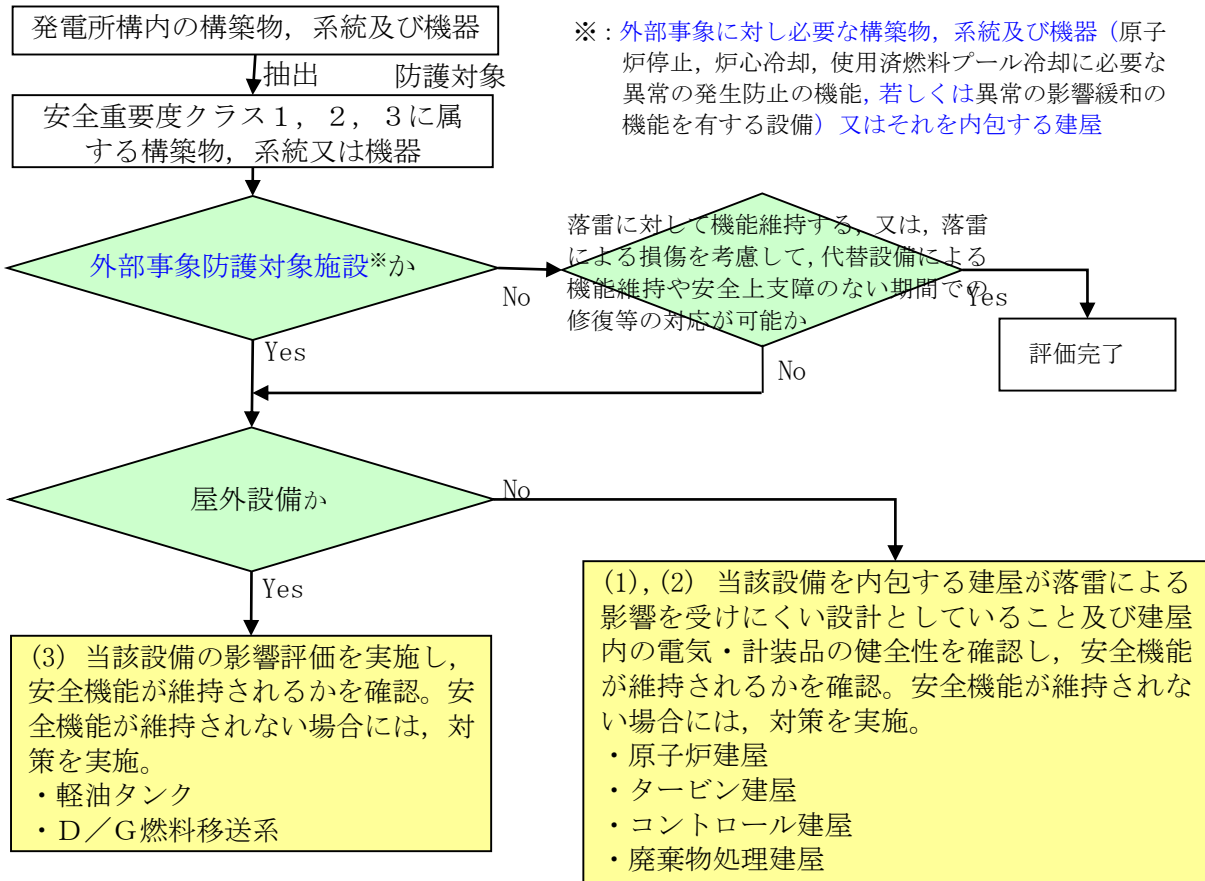 発電所構内の構築物，系統及び機器
抽出　防護対象
安全重要度クラス１，２，３に属
する構築物，系統又は機器
※：外部事象に対し必要な構築物，系統及び機器（原子
炉停止，炉心冷却，使用済燃料プール冷却に必要な
異常の発生防止の機能，若しくは異常の影響緩和の
機能を有する設備）又はそれを内包する建屋
外部事象防護対象施設※か
No
Yes
落雷に対して機能維持する，又は，落雷
による損傷を考慮して，代替設備による
機能維持や安全上支障のない期間での
修復等の対応が可能か
Yes
No
評価完了
屋外設備か
No
Yes
(3) 当該設備の影響評価を実施し，
安全機能が維持されるかを確認。安
全機能が維持されない場合には，対
策を実施。
・軽油タンク
・Ｄ／Ｇ燃料移送系
(1),(2) 当該設備を内包する建屋が落雷による
影響を受けにくい設計としていること及び建屋
内の電気・計装品の健全性を確認し，安全機能
が維持されるかを確認。安全機能が維持されな
い場合には，対策を実施。
・原子炉建屋
・タービン建屋
・コントロール建屋
・廃棄物処理建屋